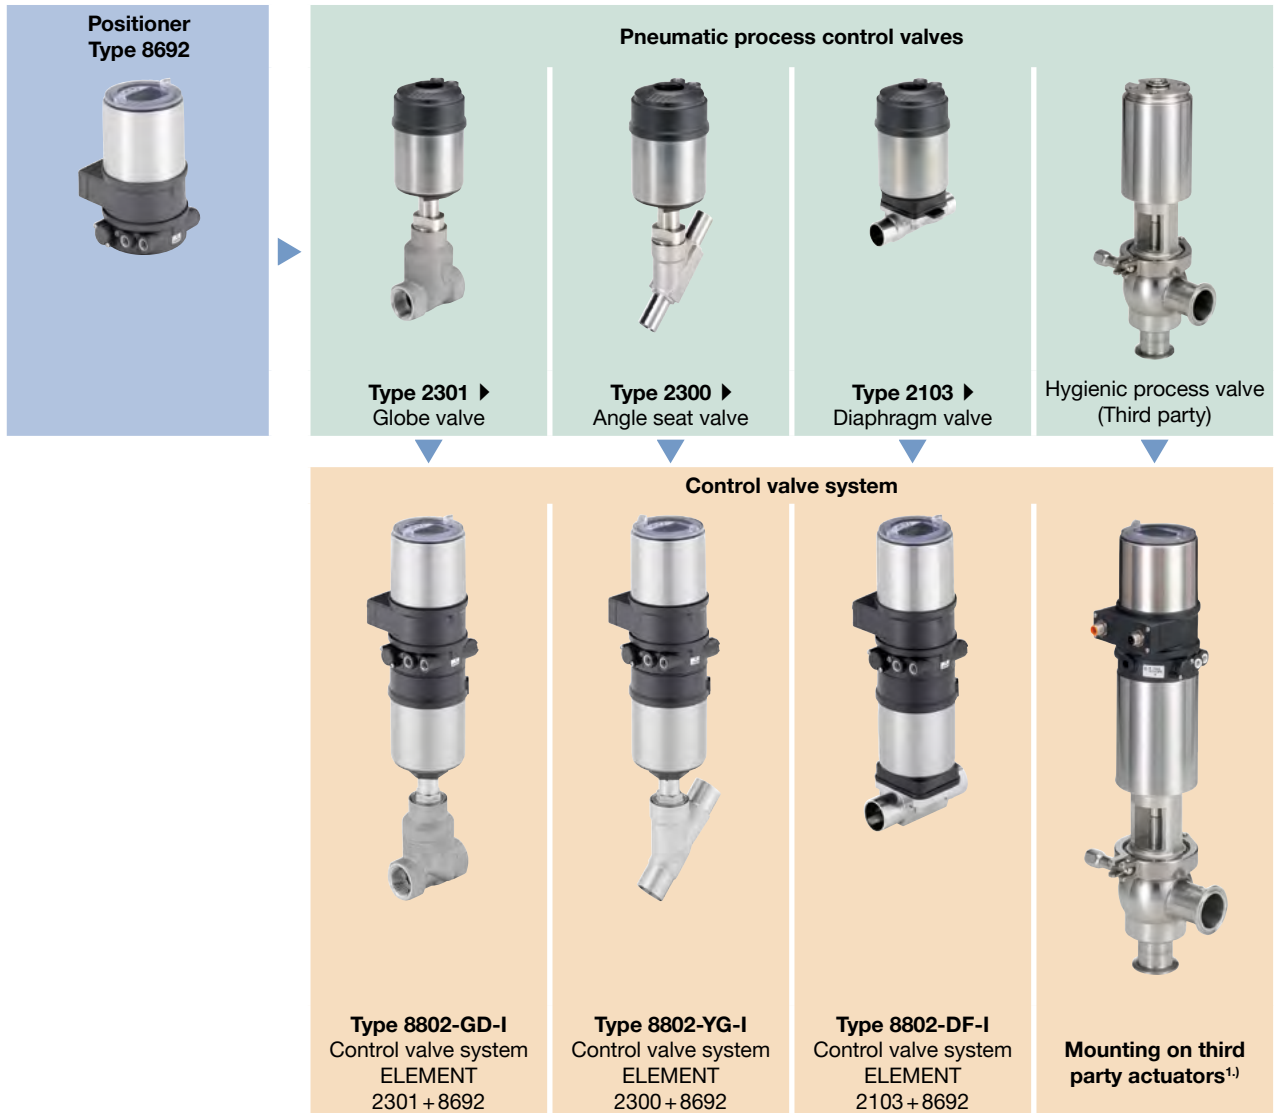 Positioner
Type 8692
Pneumatic process control valves
Type 2301 ▶
Globe valve
Type 2300 ▶
Angle seat valve
Type 2103 ▶
Diaphragm valve
Hygienic process valve
(Third party)
Control valve system
Type 8802-GD-I
Control valve system
ELEMENT
2301 + 8692
Type 8802-YG-I
Control valve system
ELEMENT
2300 + 8692
Type 8802-DF-I
Control valve system
ELEMENT
2103 + 8692
Mounting on third
party actuators1.)